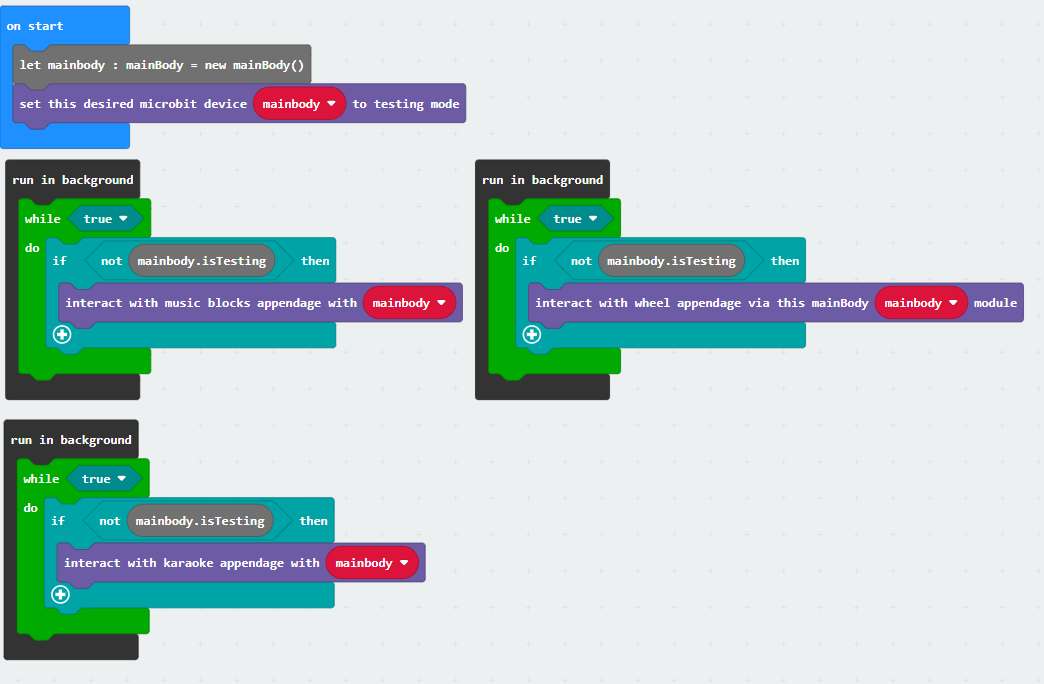 on start
let mainbody : mainBody = new mainBody()
set this desired microbit device mainbody to testing mode
run in background
while true
do
if not mainbody.isTesting then
interact with music blocks appendage with mainbody
run in background
while true
do
if not mainbody.isTesting then
interact with wheel appendage via this mainBody mainbody module
run in background
while true
do
if not mainbody.isTesting then
interact with karaoke appendage with mainbody